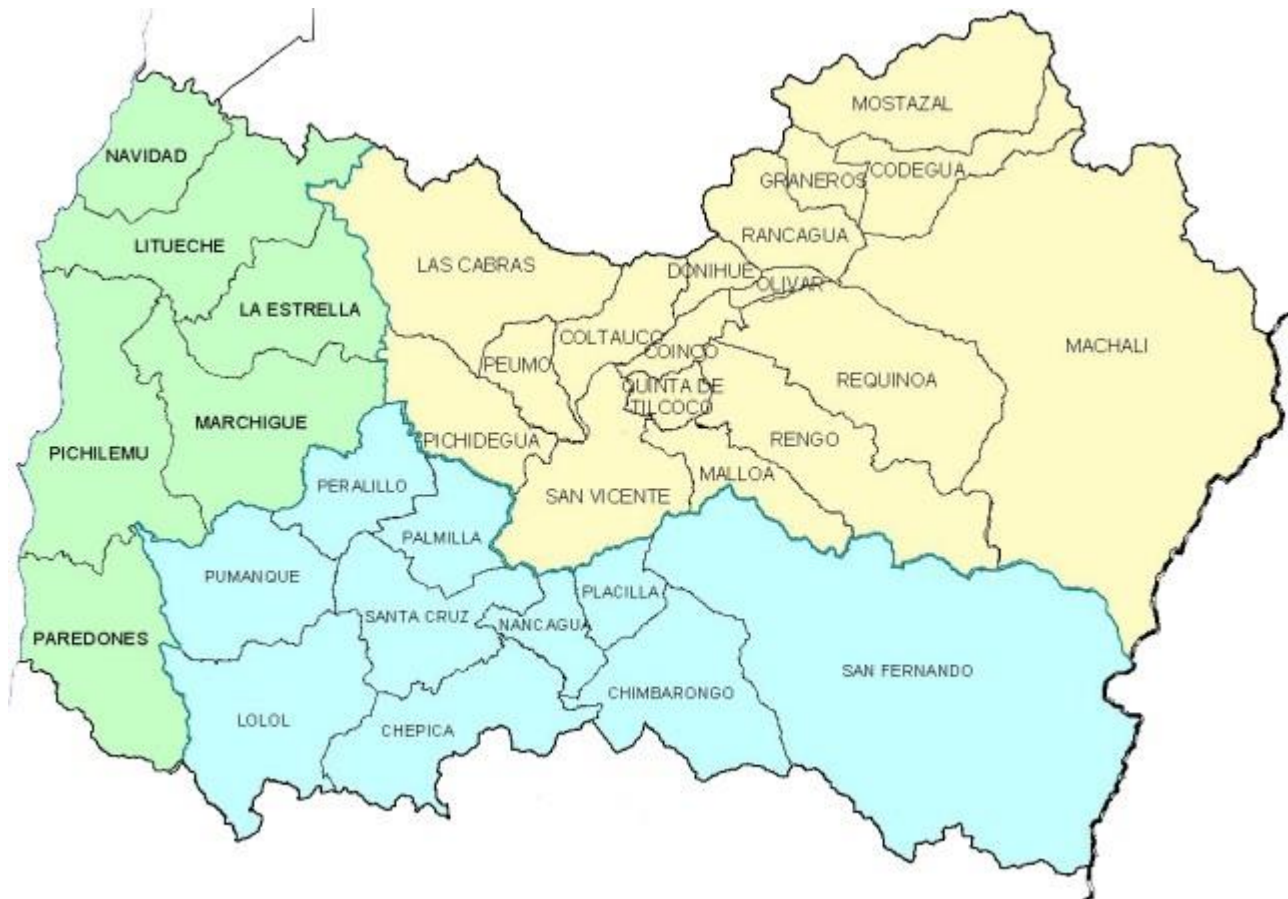 MOSTAZAL
NAVIDAD
CODEGUA
GRANEROS
RANCAGUA
LITUECHE
LAS CABRAS
DONIHUE
OLIVAR
LA ESTRELLA
COLTAUCO
MACHALI
COINCO
PEUMO
REQUINOA
QUINTA DE
TILCOCO
MARCHIGUE
PICHIDEGUA
RENGO
PICHILEMU
MALLOA
PERALILLO
SAN VICENTE
PALMILLA
PUMANQUE
PLACILLA
SANTA CRUZ
NANCAGUA
PAREDONES
SAN FERNANDO
CHIMBARONGO
LOLOL
CHEPICA